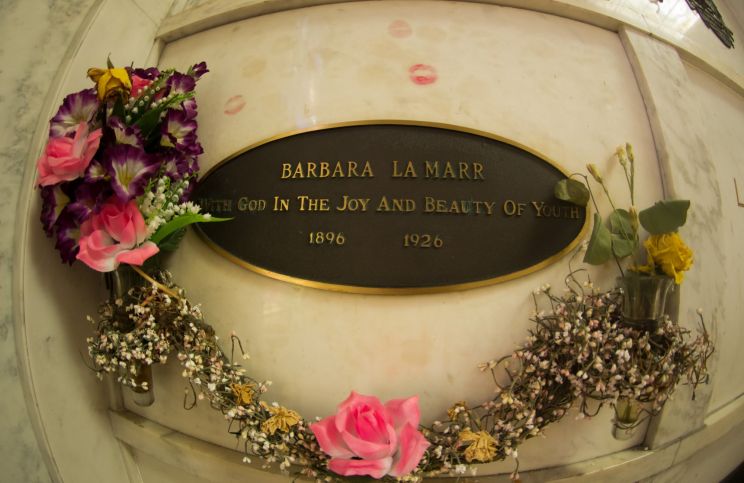 BARBARA LA MARR
WITH GOD IN THE JOY AND BEAUTY OF YOUTH
1896 1926